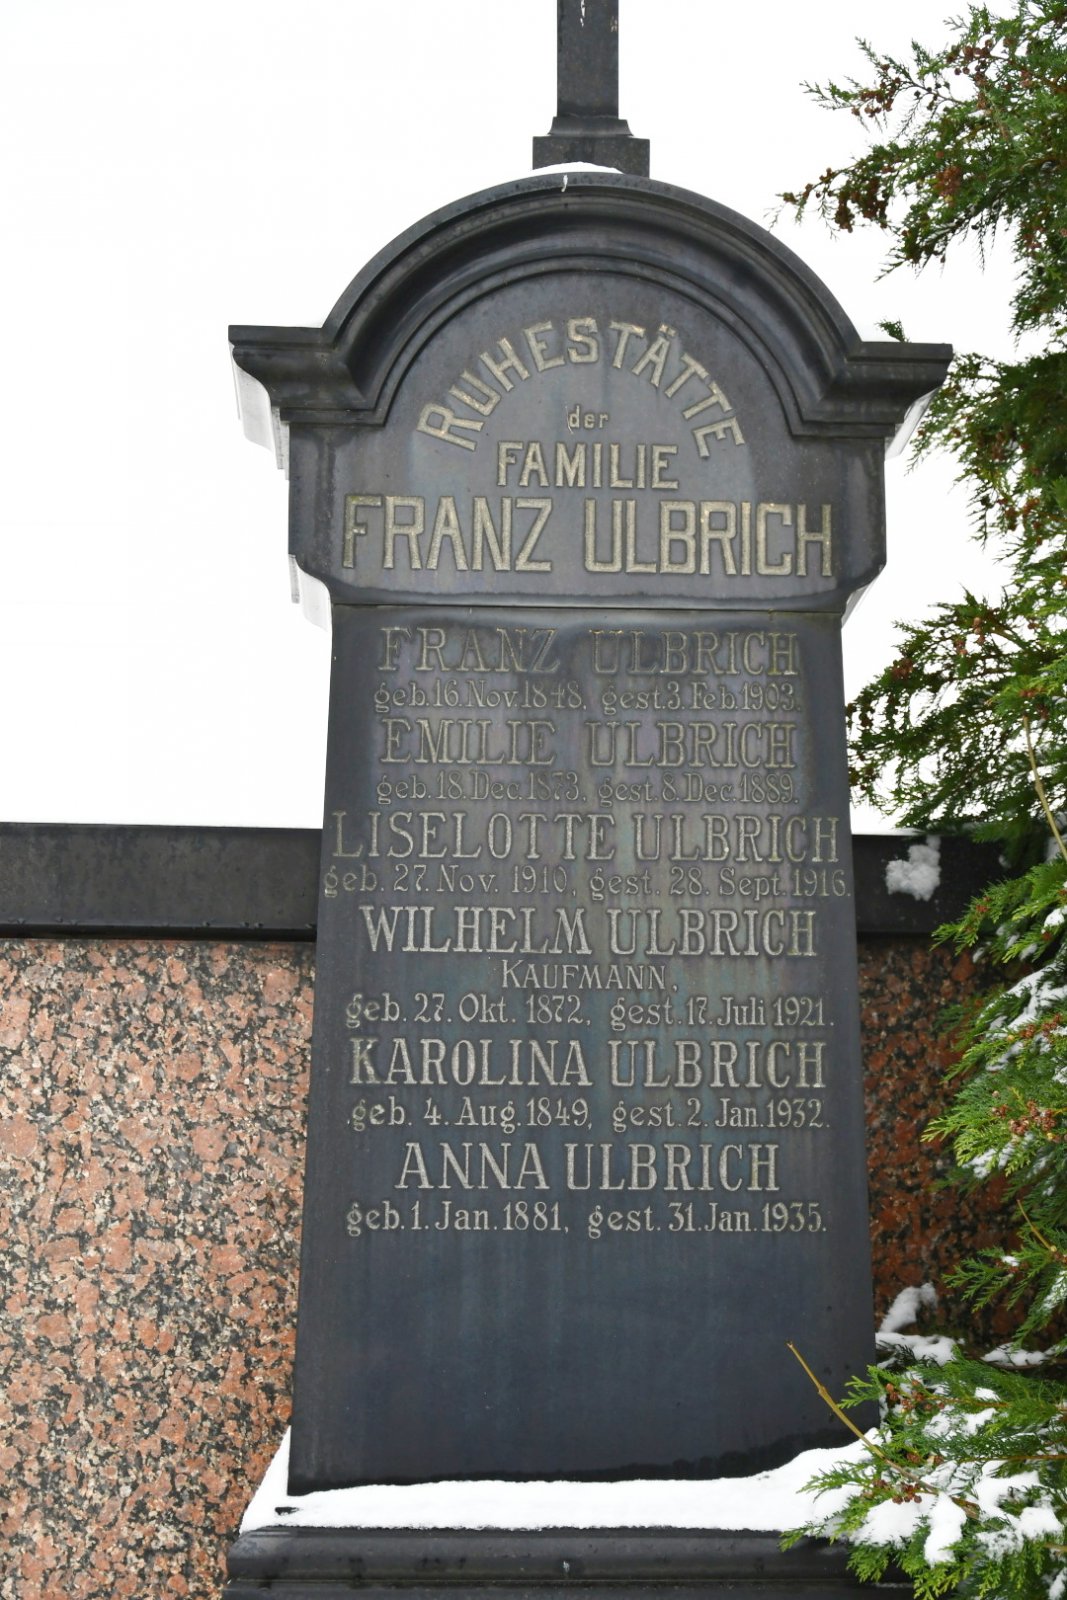 RUHESTÄTTE
der
FAMILIE
FRANZ ULBRICH
FRANZ ULBRICH
geb. 16. Nov. 1848, gest. 3. Feb. 1903.
EMILIE ULBRICH
geb. 18. Dec. 1873, gest. 8. Dec. 1889.
LISELOTTE ULBRICH
geb. 27. Nov. 1910, gest. 28. Sept. 1916.
WILHELM ULBRICH
KAUFMANN,
geb. 27. Okt. 1872, gest. 17. Juli 1921.
KAROLINA ULBRICH
geb. 4. Aug. 1849, gest. 2. Jan. 1932.
ANNA ULBRICH
geb. 1. Jan. 1881, gest. 31. Jan. 1935.